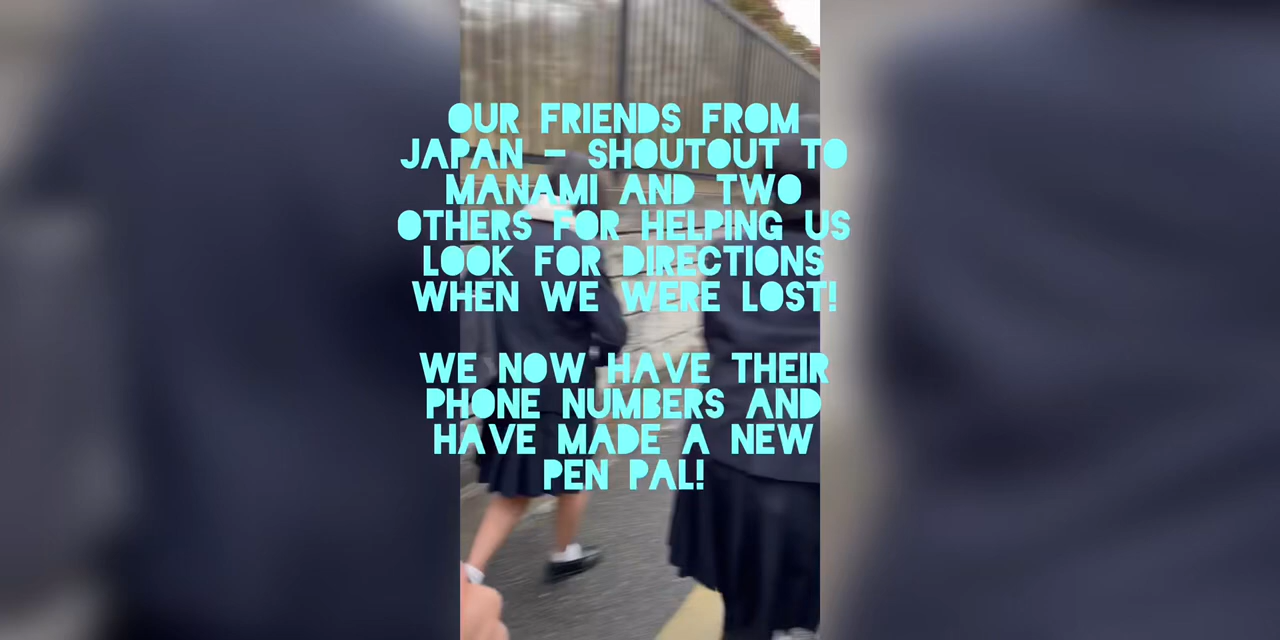 OUR FRIENDS FROM
JAPAN - SHOUTOUT TO
MANAMI AND TWO
OTHERS FOR HELPING US
LOOK FOR DIRECTIONS
WHEN WE WERE LOST!
WE NOW HAVE THEIR
PHONE NUMBERS AND
HAVE MADE A NEW
PEN PAL!